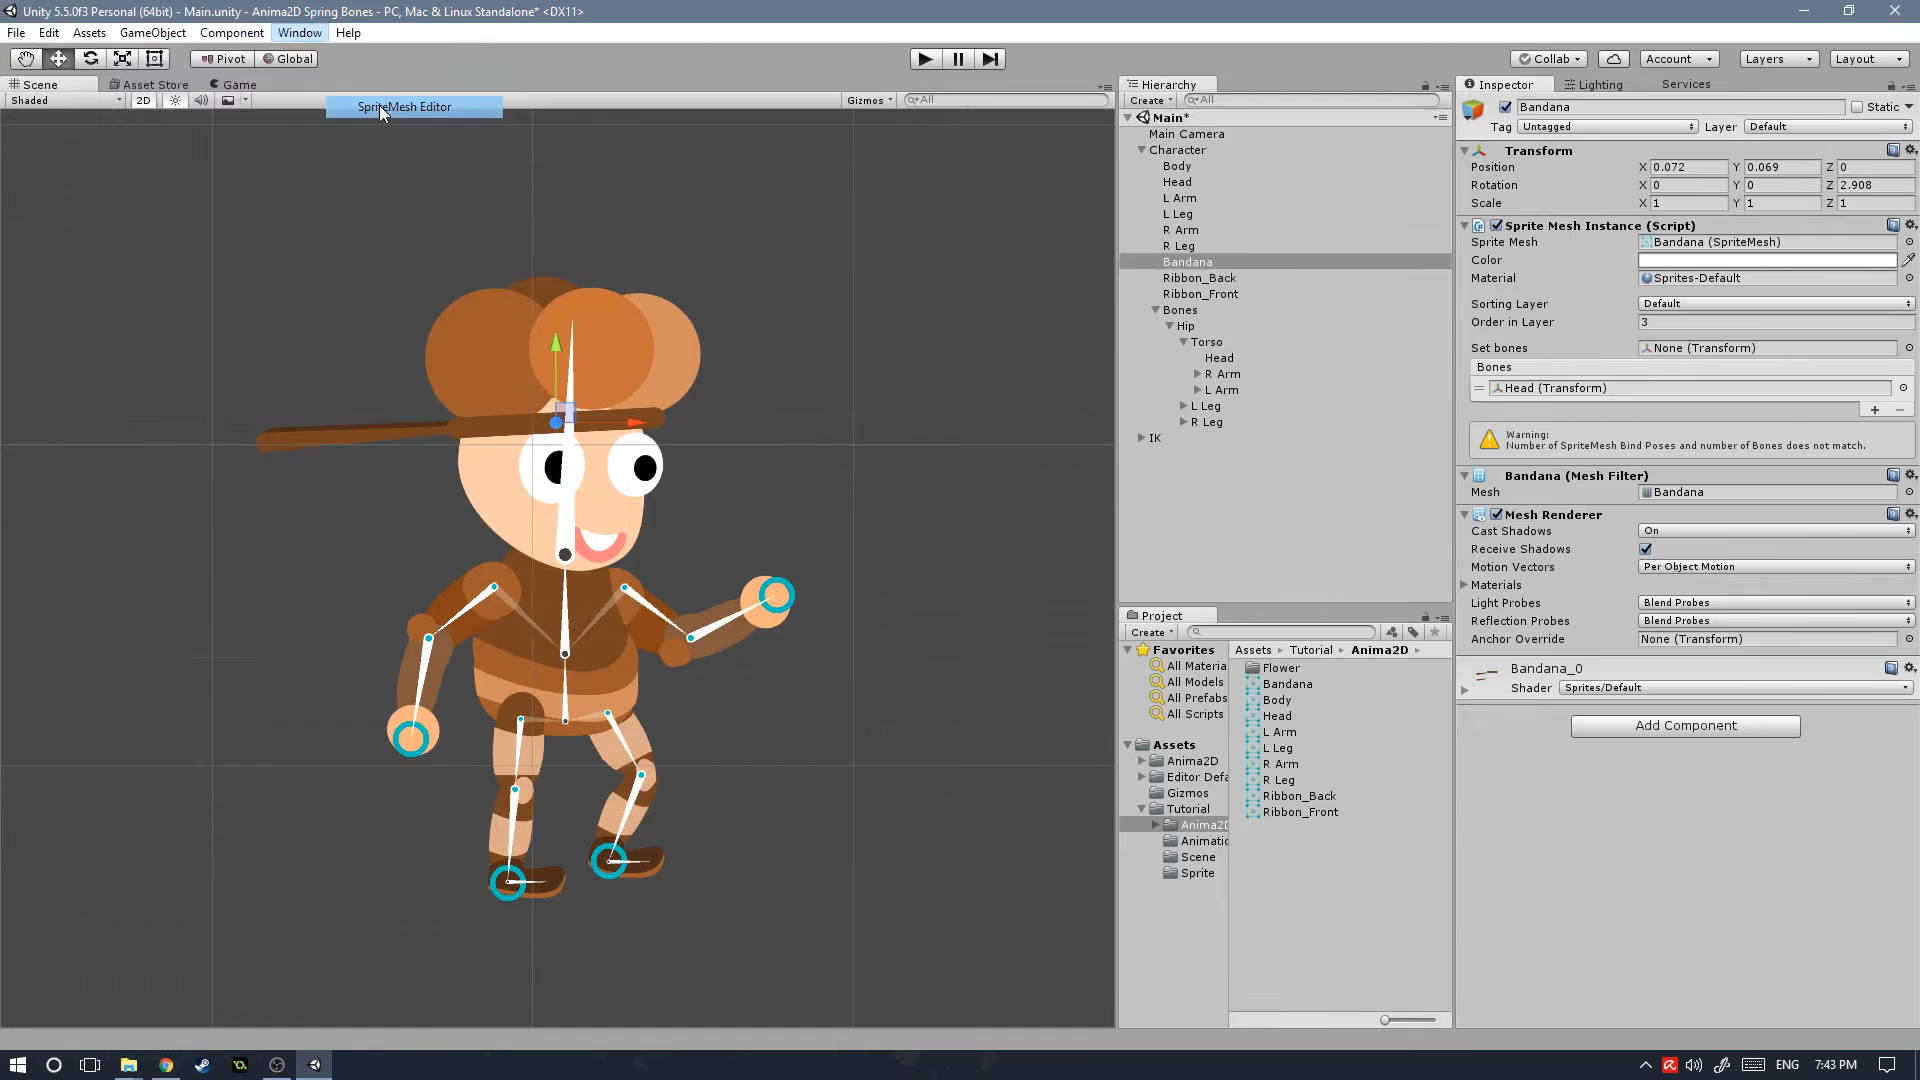 Unity 5.5.0f3 Personal (64bit) - Main.unity - Anima2D Spring Bones - PC, Mac & Linux Standalone* <DX11>
File Edit Assets GameObject Component Window Help
Pivot Global Collab Account Layers Layout
Scene Asset Store Game
Shaded 2D Gizmos All
SpriteMesh Editor
Hierarchy
Create All
Main*
Main Camera
Character
Body
Head
L Arm
L Leg
R Arm
R Leg
Bandana
Ribbon_Back
Ribbon_Front
Bones
Hip
Torso
Head
R Arm
L Arm
L Leg
R Leg
IK
Project
Create
Favorites
All Materia
All Models
All Prefabs
All Scripts
Assets
Anima2D
Editor Defa
Gizmos
Tutorial
Anima2D
Animatio
Scene
Sprite
Assets Tutorial Anima2D
Flower
Bandana
Body
Head
L Arm
L Leg
R Arm
R Leg
Ribbon_Back
Ribbon_Front
Inspector Lighting Services
Bandana Static
Tag Untagged Layer Default
Transform
Position X 0.072 Y 0.069 Z 0
Rotation X 0 Y 0 Z 2.908
Scale X 1 Y 1 Z 1
Sprite Mesh Instance (Script)
Sprite Mesh Bandana (SpriteMesh)
Color
Material Sprites-Default
Sorting Layer Default
Order in Layer 3
Set bones None (Transform)
Bones
Head (Transform)
Warning:
Number of SpriteMesh Bind Poses and number of Bones does not match.
Bandana (Mesh Filter)
Mesh Bandana
Mesh Renderer
Cast Shadows On
Receive Shadows
Motion Vectors Per Object Motion
Materials
Light Probes Blend Probes
Reflection Probes Blend Probes
Anchor Override None (Transform)
Bandana_0
Shader Sprites/Default
Add Component
ENG 7:43 PM